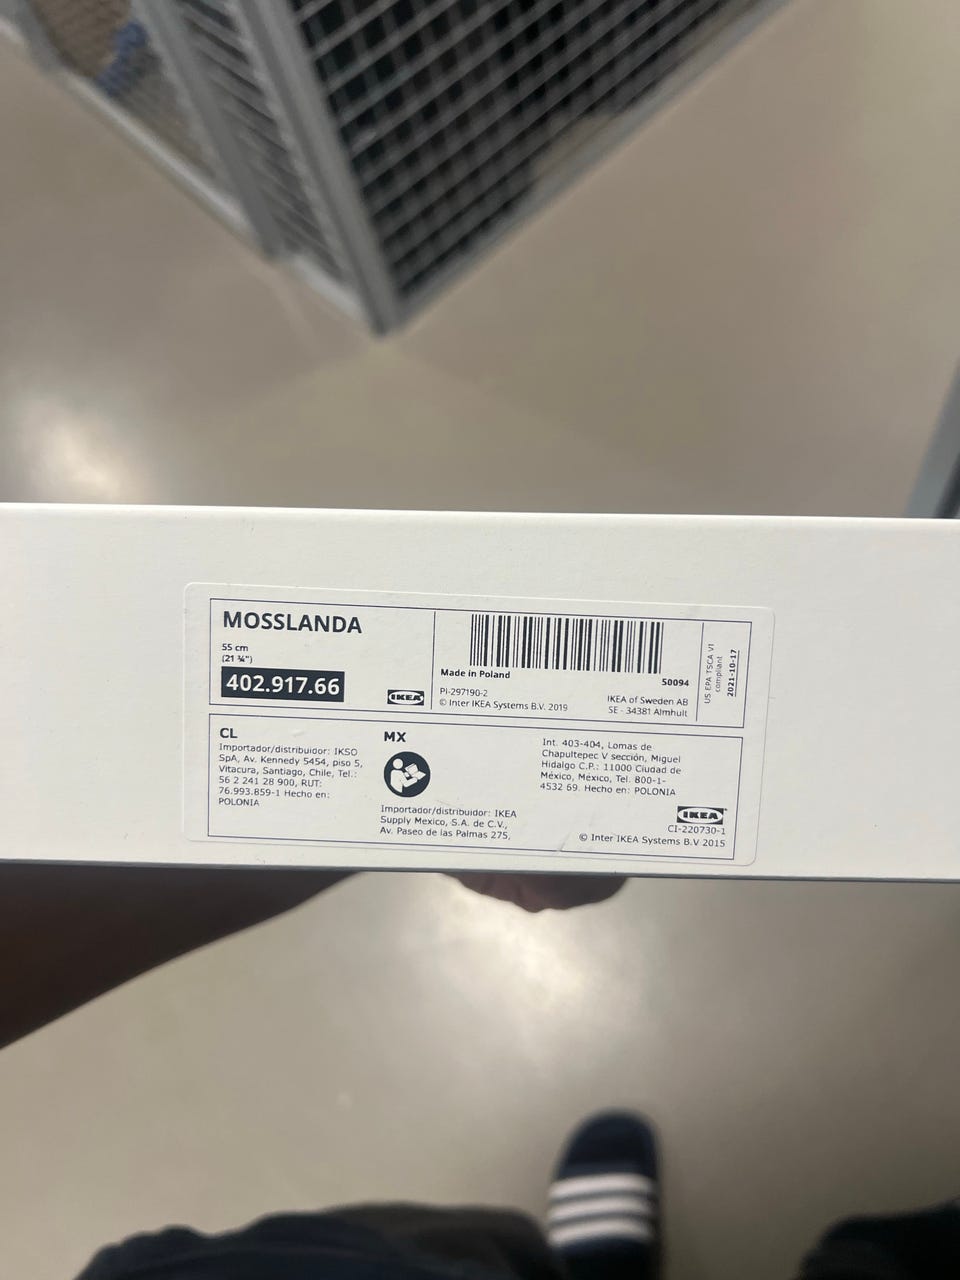 MOSSLANDA
55 cm
(21 ¾")
402.917.66
IKEA
Made in Poland
50094
PI-297190-2
© Inter IKEA Systems B.V. 2019
IKEA of Sweden AB
SE - 34381 Älmhult
US EPA TSCA VI
compliant
2021-10-17
CL
Importador/distribuidor: IKSO
SpA, Av. Kennedy 5454, piso 5,
Vitacura, Santiago, Chile, Tel.:
56 2 241 28 900, RUT:
76.993.859-1 Hecho en:
POLONIA
MX
Importador/distribuidor: IKEA
Supply Mexico, S.A. de C.V.,
Av. Paseo de las Palmas 275,
Int. 403-404, Lomas de
Chapultepec V sección, Miguel
Hidalgo C.P.: 11000 Ciudad de
México, México, Tel. 800-1-
4532 69. Hecho en: POLONIA
IKEA
CI-220730-1
© Inter IKEA Systems B.V 2015